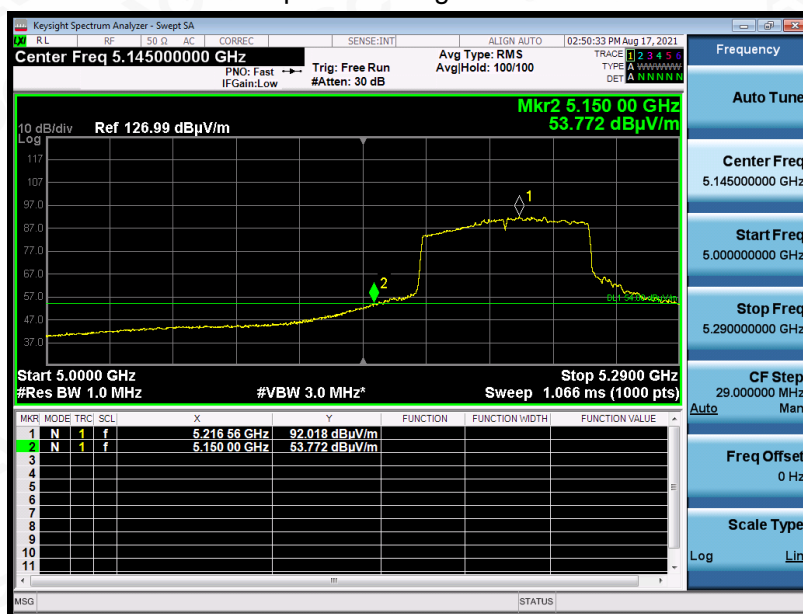 Keysight Spectrum Analyzer - Swept SA
LXI RL RF 50 Ω AC CORREC SENSE:INT ALIGN AUTO 02:50:33 PM Aug 17, 2021
Center Freq 5.145000000 GHz
PNO: Fast
IFGain:Low
Trig: Free Run
#Atten: 30 dB
Avg Type: RMS
Avg|Hold: 100/100
TRACE 1 2 3 4 5 6
TYPE A WWWWW
DET A N N N N N
Mkr2 5.150 00 GHz
53.772 dBµV/m
10 dB/div Ref 126.99 dBµV/m
Log
117
107
97.0
87.0
77.0
67.0
57.0
47.0
37.0
1
2
Start 5.0000 GHz Stop 5.2900 GHz
#Res BW 1.0 MHz #VBW 3.0 MHz* Sweep 1.066 ms (1000 pts)
MKR MODE TRC SCL X Y FUNCTION FUNCTION WIDTH FUNCTION VALUE
1 N 1 f 5.216 56 GHz 92.018 dBµV/m
2 N 1 f 5.150 00 GHz 53.772 dBµV/m
3
4
5
6
7
8
9
10
11
MSG STATUS
Frequency
Auto Tune
Center Freq
5.145000000 GHz
Start Freq
5.000000000 GHz
Stop Freq
5.290000000 GHz
CF Step
29.000000 MHz
Auto Man
Freq Offset
0 Hz
Scale Type
Log Lin